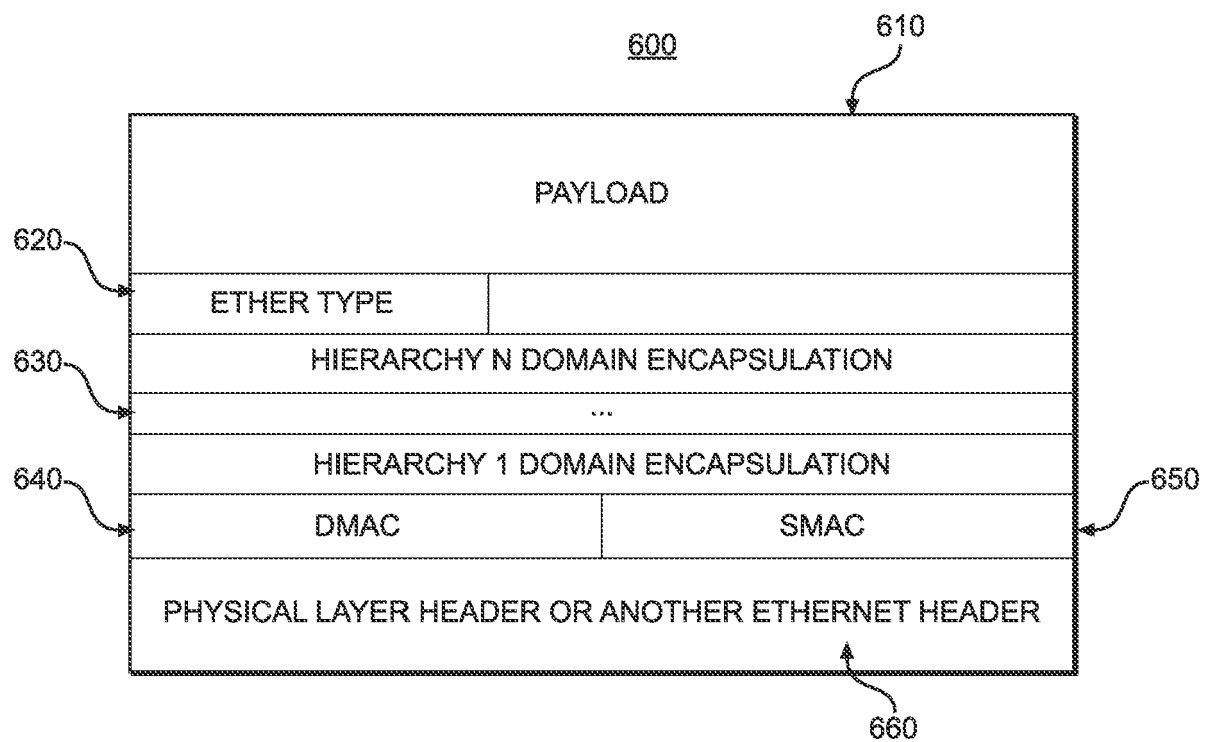 610
600
PAYLOAD
620
ETHER TYPE
HIERARCHY N DOMAIN ENCAPSULATION
630
...
HIERARCHY 1 DOMAIN ENCAPSULATION
640
650
DMAC
SMAC
PHYSICAL LAYER HEADER OR ANOTHER ETHERNET HEADER
660